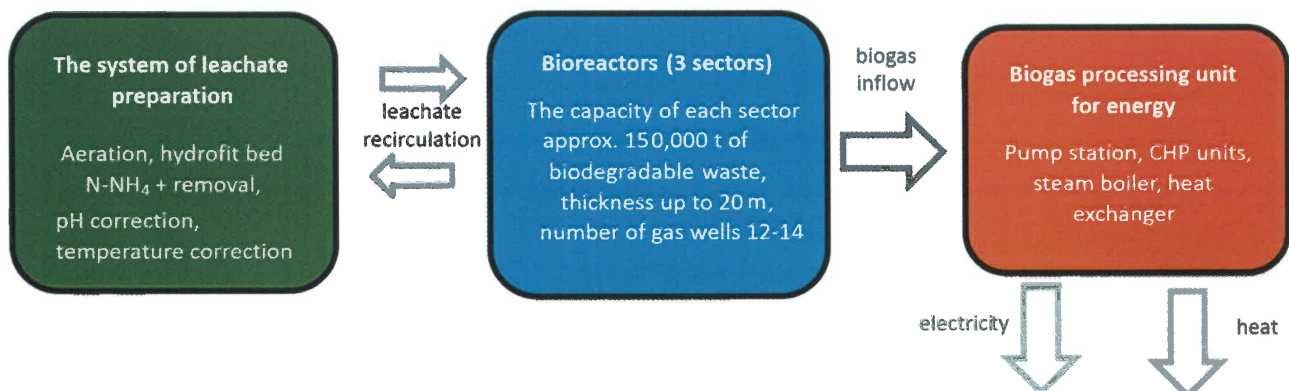 The system of leachate
preparation
Aeration, hydrofit bed
N-NH₄ + removal,
pH correction,
temperature correction
leachate
recirculation
Bioreactors (3 sectors)
The capacity of each sector
approx. 150,000 t of
biodegradable waste,
thickness up to 20 m,
number of gas wells 12-14
biogas
inflow
Biogas processing unit
for energy
Pump station, CHP units,
steam boiler, heat
exchanger
electricity
heat